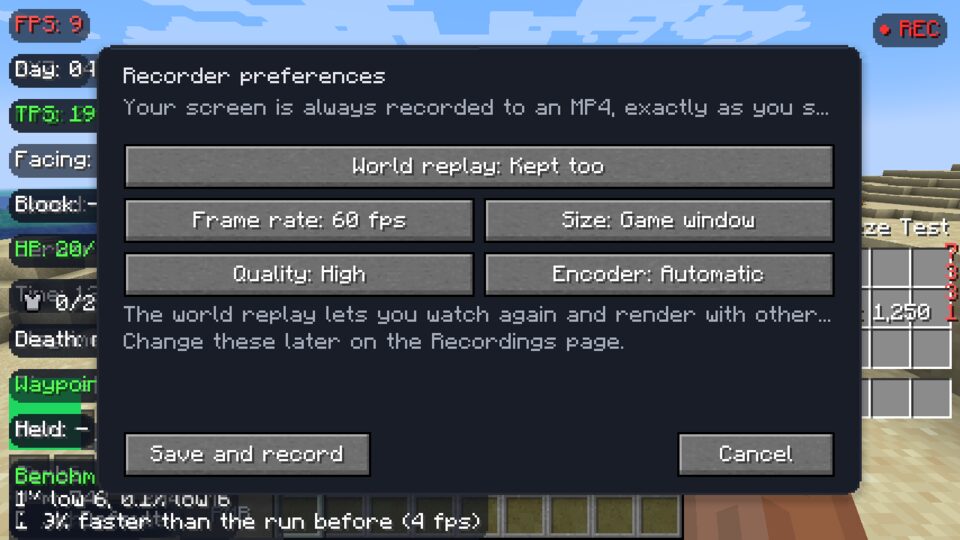 FPS: 9
REC
Day: 04
Recorder preferences
Your screen is always recorded to an MP4, exactly as you s...
TPS: 19
Facing:
World replay: Kept too
Block: -
Frame rate: 60 fps
Size: Game window
ze Test
HP: 20/
Quality: High
Encoder: Automatic
0/2
The world replay lets you watch again and render with other...
1,250
Death:
Change these later on the Recordings page.
Waypoin
Held: -
Save and record
Cancel
Benchm
1% low 6, 0.1% low 6
3% faster than the run before (4 fps)